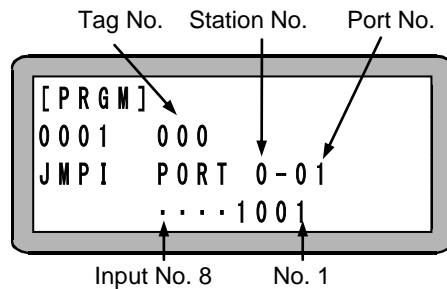 Tag No. Station No. Port No.
[PRGM]
0001 000
JMPI PORT 0-01
····1001
Input No. 8 No. 1